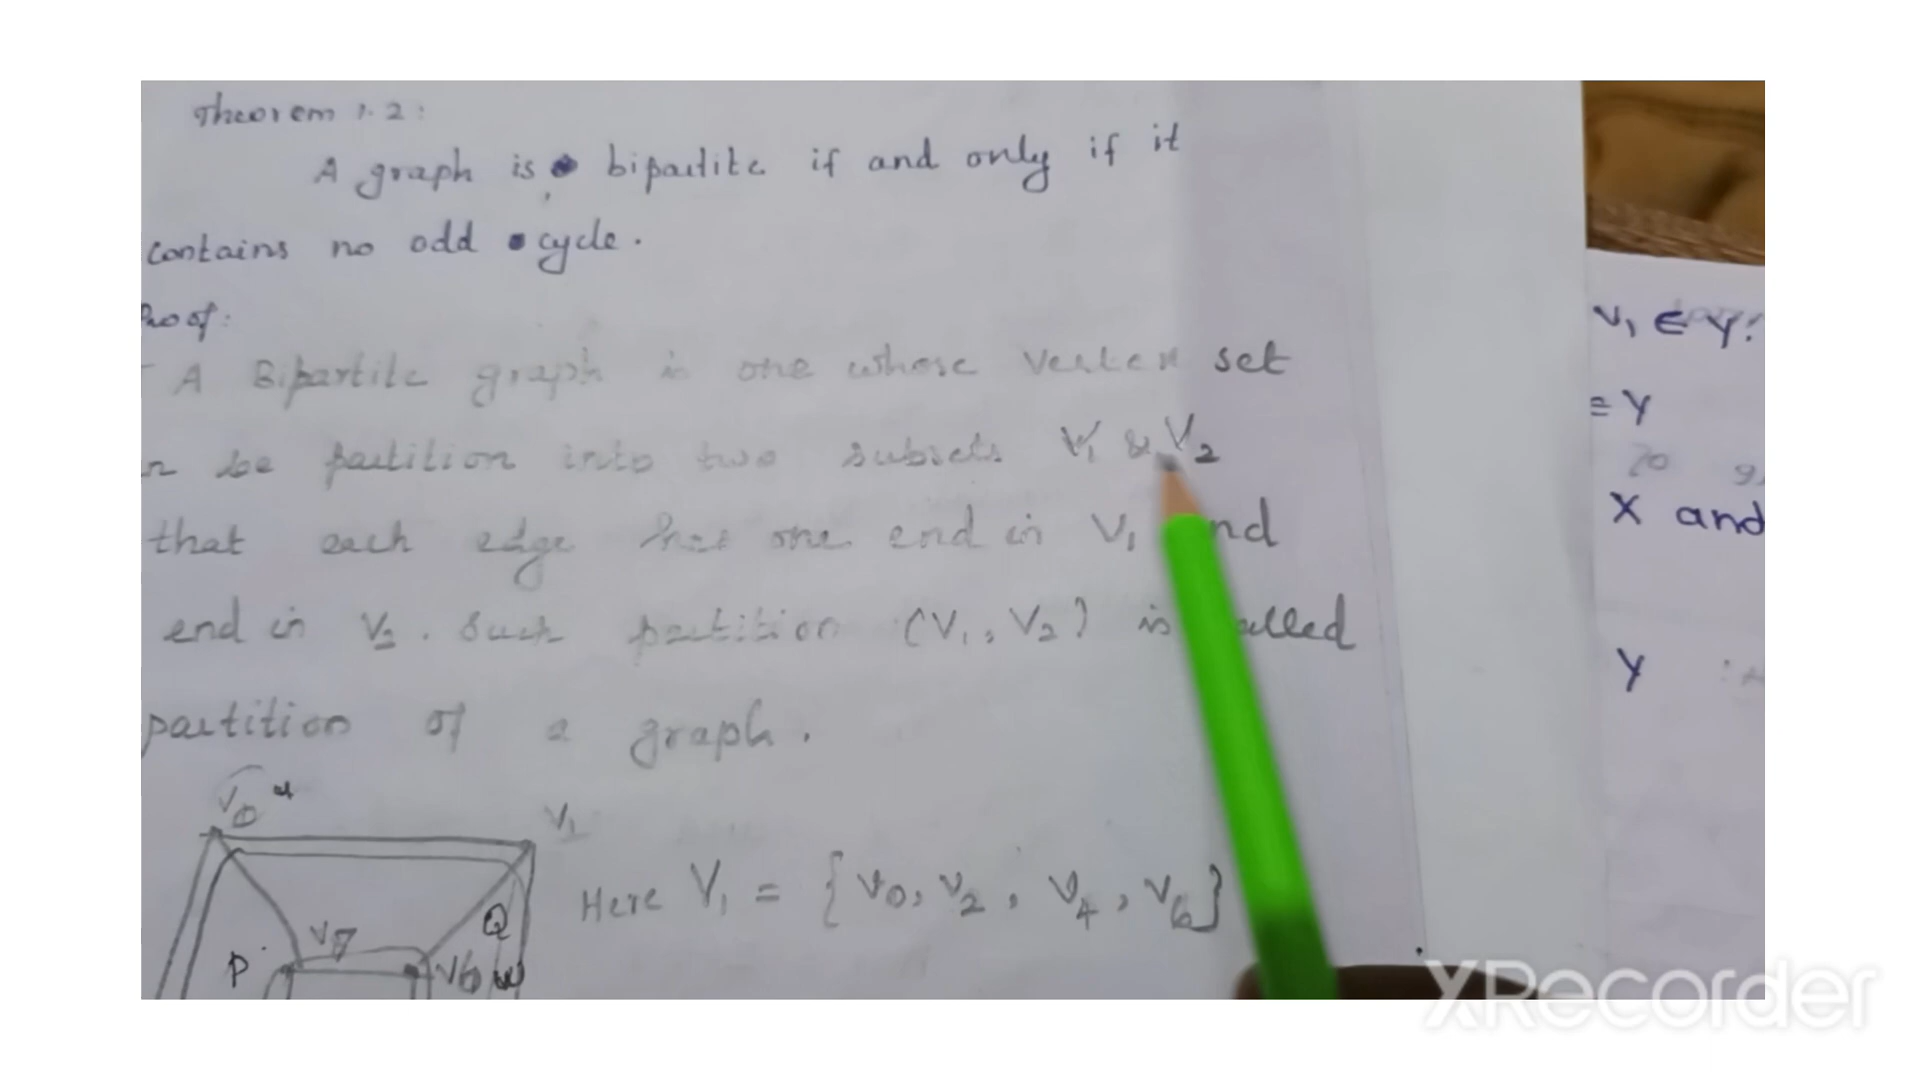 Theorem 1.2:
A graph is bipartite if and only if it
contains no odd cycle.
Proof:
A Bipartite graph is one whose vertex set
n be partition into two subsets V1 & V2
that each edge has one end in V1 and
end in V2. Such partition (V1, V2) is called
partition of a graph.
V0 u
V1
Here V1 = {v0, v2, v4, v6}
Q
V7
P
V6 w
V1 ∈ Y.
= Y
X and
Y
XRecorder